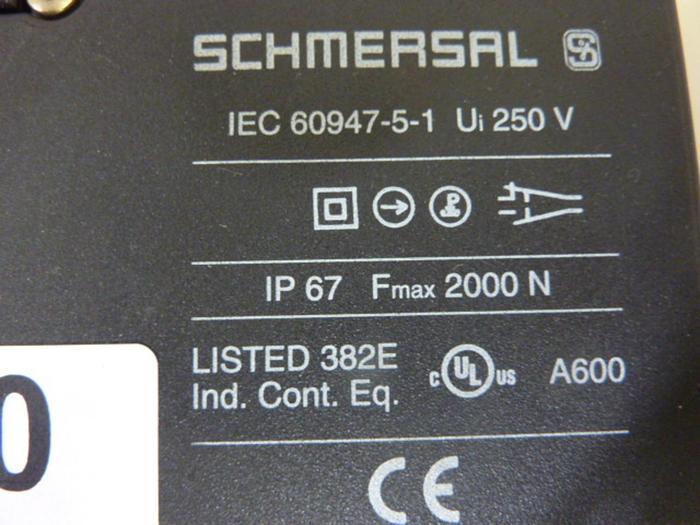 SCHMERSAL
IEC 60947-5-1 Ui 250 V
IP 67 Fmax 2000 N
LISTED 382E
Ind. Cont. Eq.
c UL US
A600
0
CE